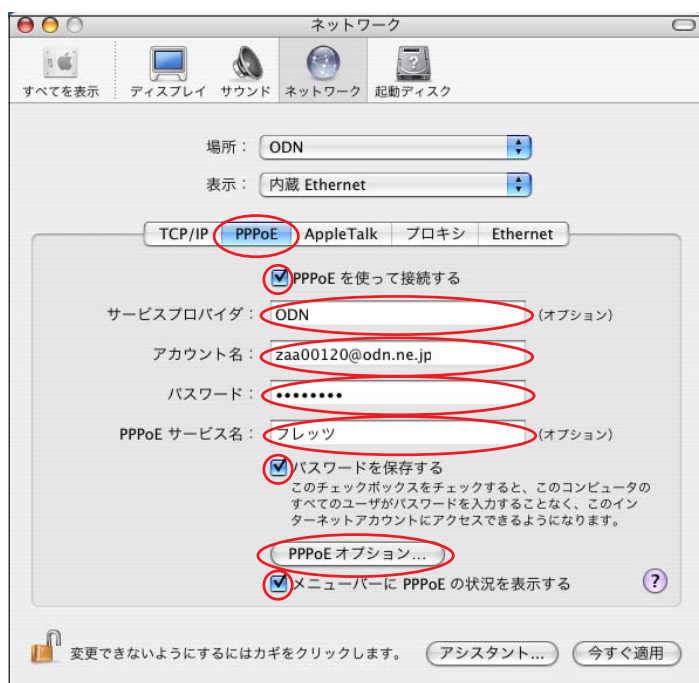 ネットワーク
すべてを表示 ディスプレイ サウンド ネットワーク 起動ディスク
場所： ODN
表示： 内蔵 Ethernet
TCP/IP PPPoE AppleTalk プロキシ Ethernet
PPPoE を使って接続する
サービスプロバイダ： ODN (オプション)
アカウント名： zaa00120@odn.ne.jp
パスワード： ••••••••
PPPoE サービス名： フレッツ (オプション)
パスワードを保存する
このチェックボックスをチェックすると、このコンピュータの
すべてのユーザがパスワードを入力することなく、このイン
ターネットアカウントにアクセスできるようになります。
PPPoE オプション...
メニューバーに PPPoE の状況を表示する ?
変更できないようにするにはカギをクリックします。 アシスタント... 今すぐ適用